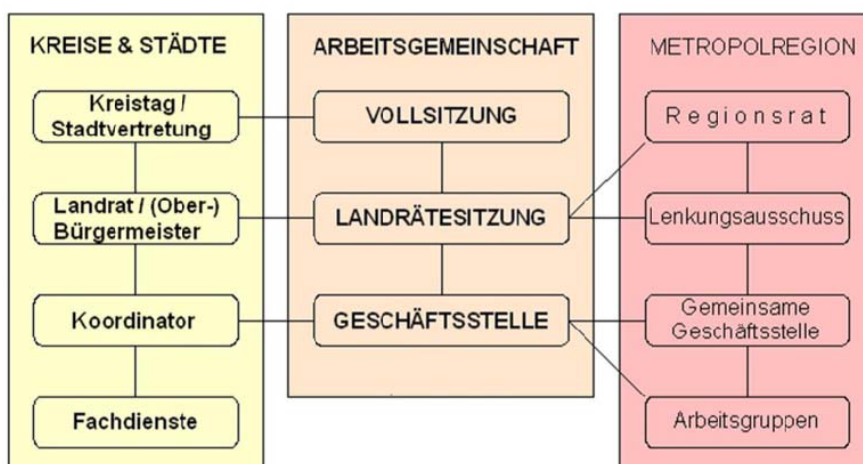 KREISE & STÄDTE
Kreistag /
Stadtvertretung
Landrat / (Ober-)
Bürgermeister
Koordinator
Fachdienste
ARBEITSGEMEINSCHAFT
VOLLSITZUNG
LANDRÄTESITZUNG
GESCHÄFTSSTELLE
METROPOLREGION
Regionsrat
Lenkungsausschuss
Gemeinsame
Geschäftsstelle
Arbeitsgruppen